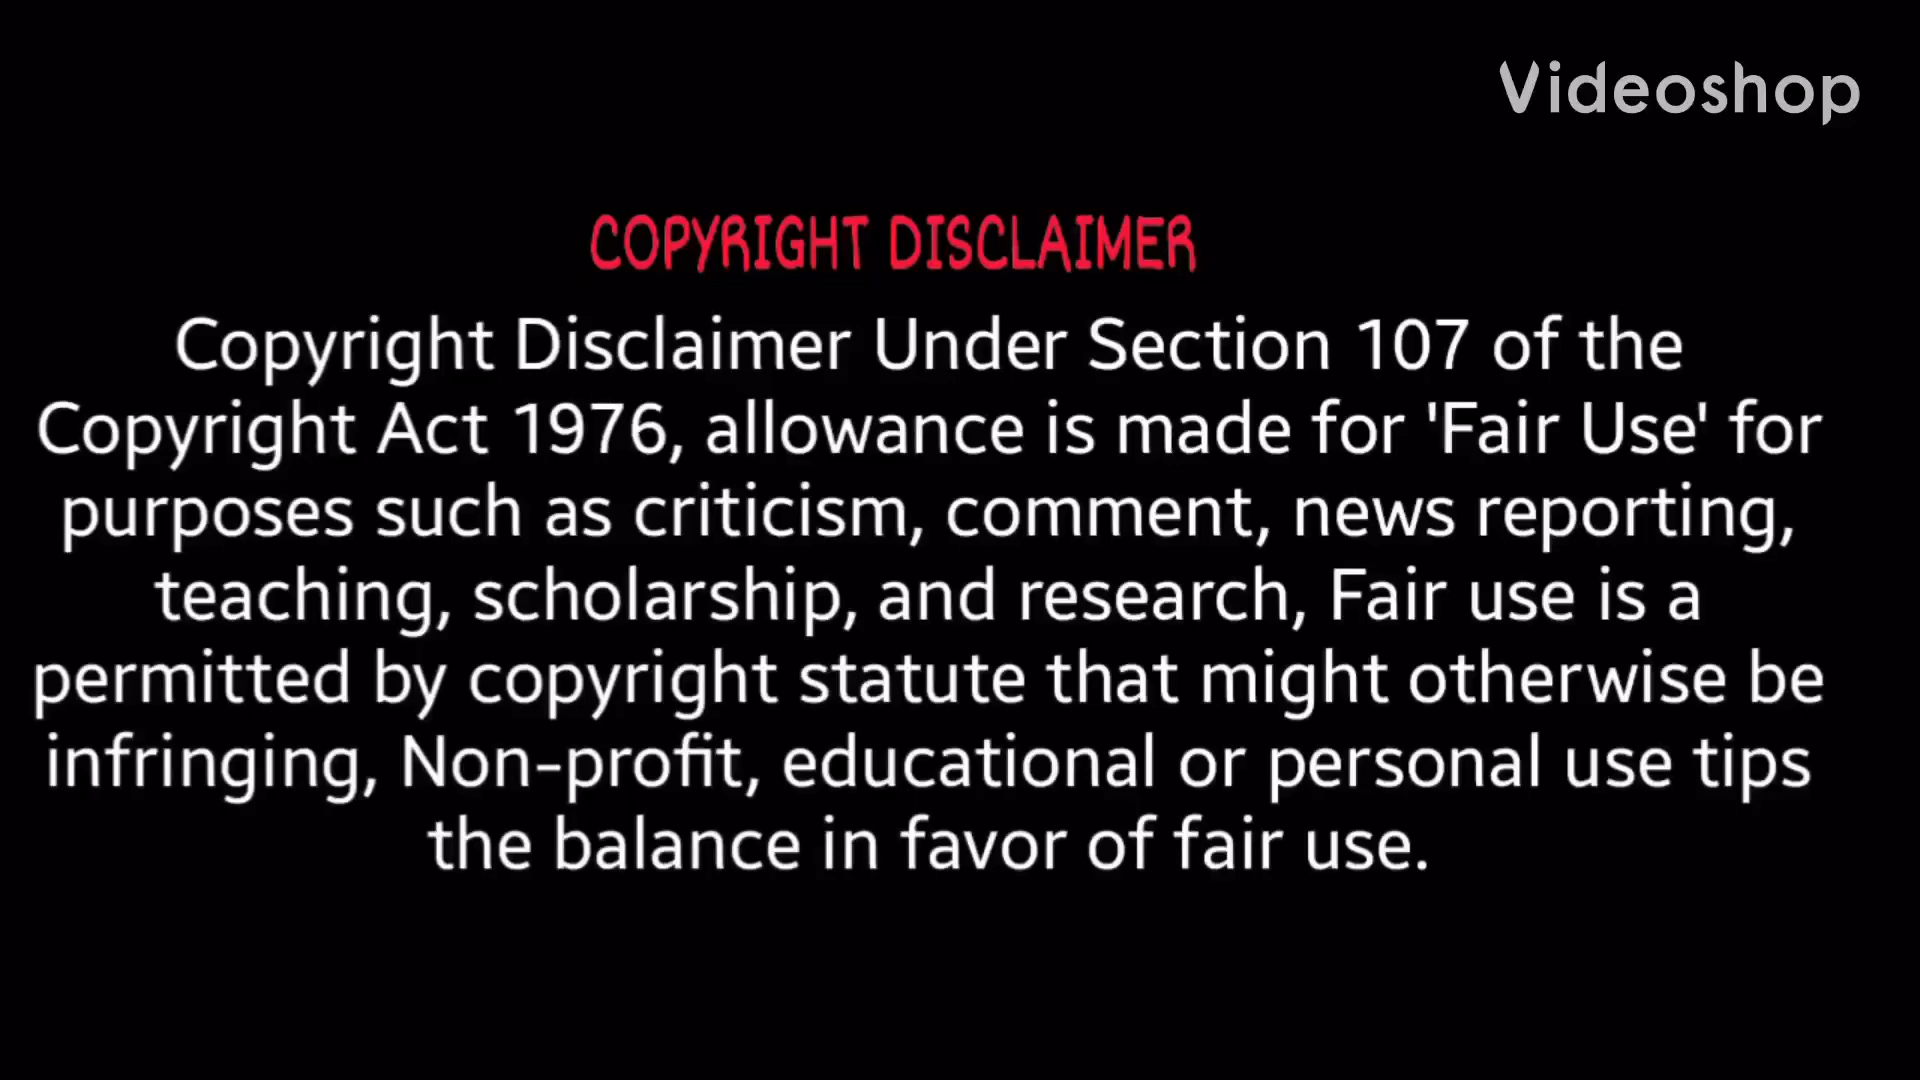 Videoshop
COPYRIGHT DISCLAIMER
Copyright Disclaimer Under Section 107 of the
Copyright Act 1976, allowance is made for 'Fair Use' for
purposes such as criticism, comment, news reporting,
teaching, scholarship, and research, Fair use is a
permitted by copyright statute that might otherwise be
infringing, Non-profit, educational or personal use tips
the balance in favor of fair use.